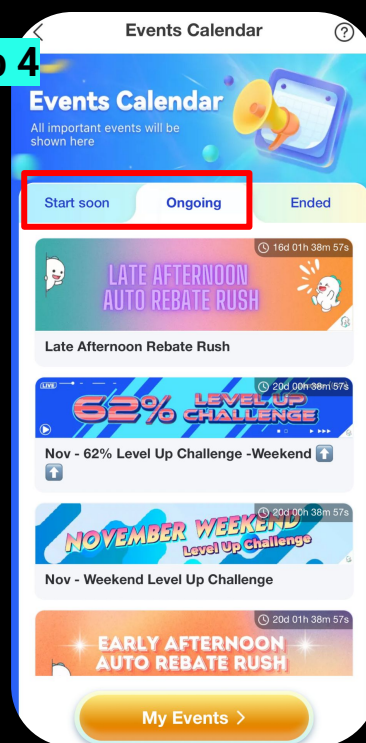 Events Calendar
?
4
Events Calendar
All important events will be
shown here
Start soon
Ongoing
Ended
16d 01h 38m 57s
LATE AFTERNOON
AUTO REBATE RUSH
Late Afternoon Rebate Rush
LIVE
20d 00h 38m 57s
62% LEVEL UP
CHALLENGE
Nov - 62% Level Up Challenge -Weekend ⬆️
⬆️
20d 00h 38m 57s
NOVEMBER WEEKEND
Level Up Challenge
Nov - Weekend Level Up Challenge
20d 01h 38m 57s
EARLY AFTERNOON
AUTO REBATE RUSH
My Events >